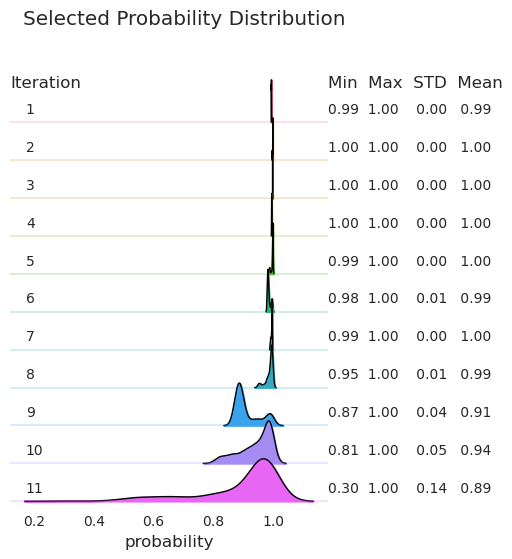 Selected Probability Distribution
Iteration Min Max STD Mean
1 0.99 1.00 0.00 0.99
2 1.00 1.00 0.00 1.00
3 1.00 1.00 0.00 1.00
4 1.00 1.00 0.00 1.00
5 0.99 1.00 0.00 1.00
6 0.98 1.00 0.01 0.99
7 0.99 1.00 0.00 1.00
8 0.95 1.00 0.01 0.99
9 0.87 1.00 0.04 0.91
10 0.81 1.00 0.05 0.94
11 0.30 1.00 0.14 0.89
0.2 0.4 0.6 0.8 1.0
probability